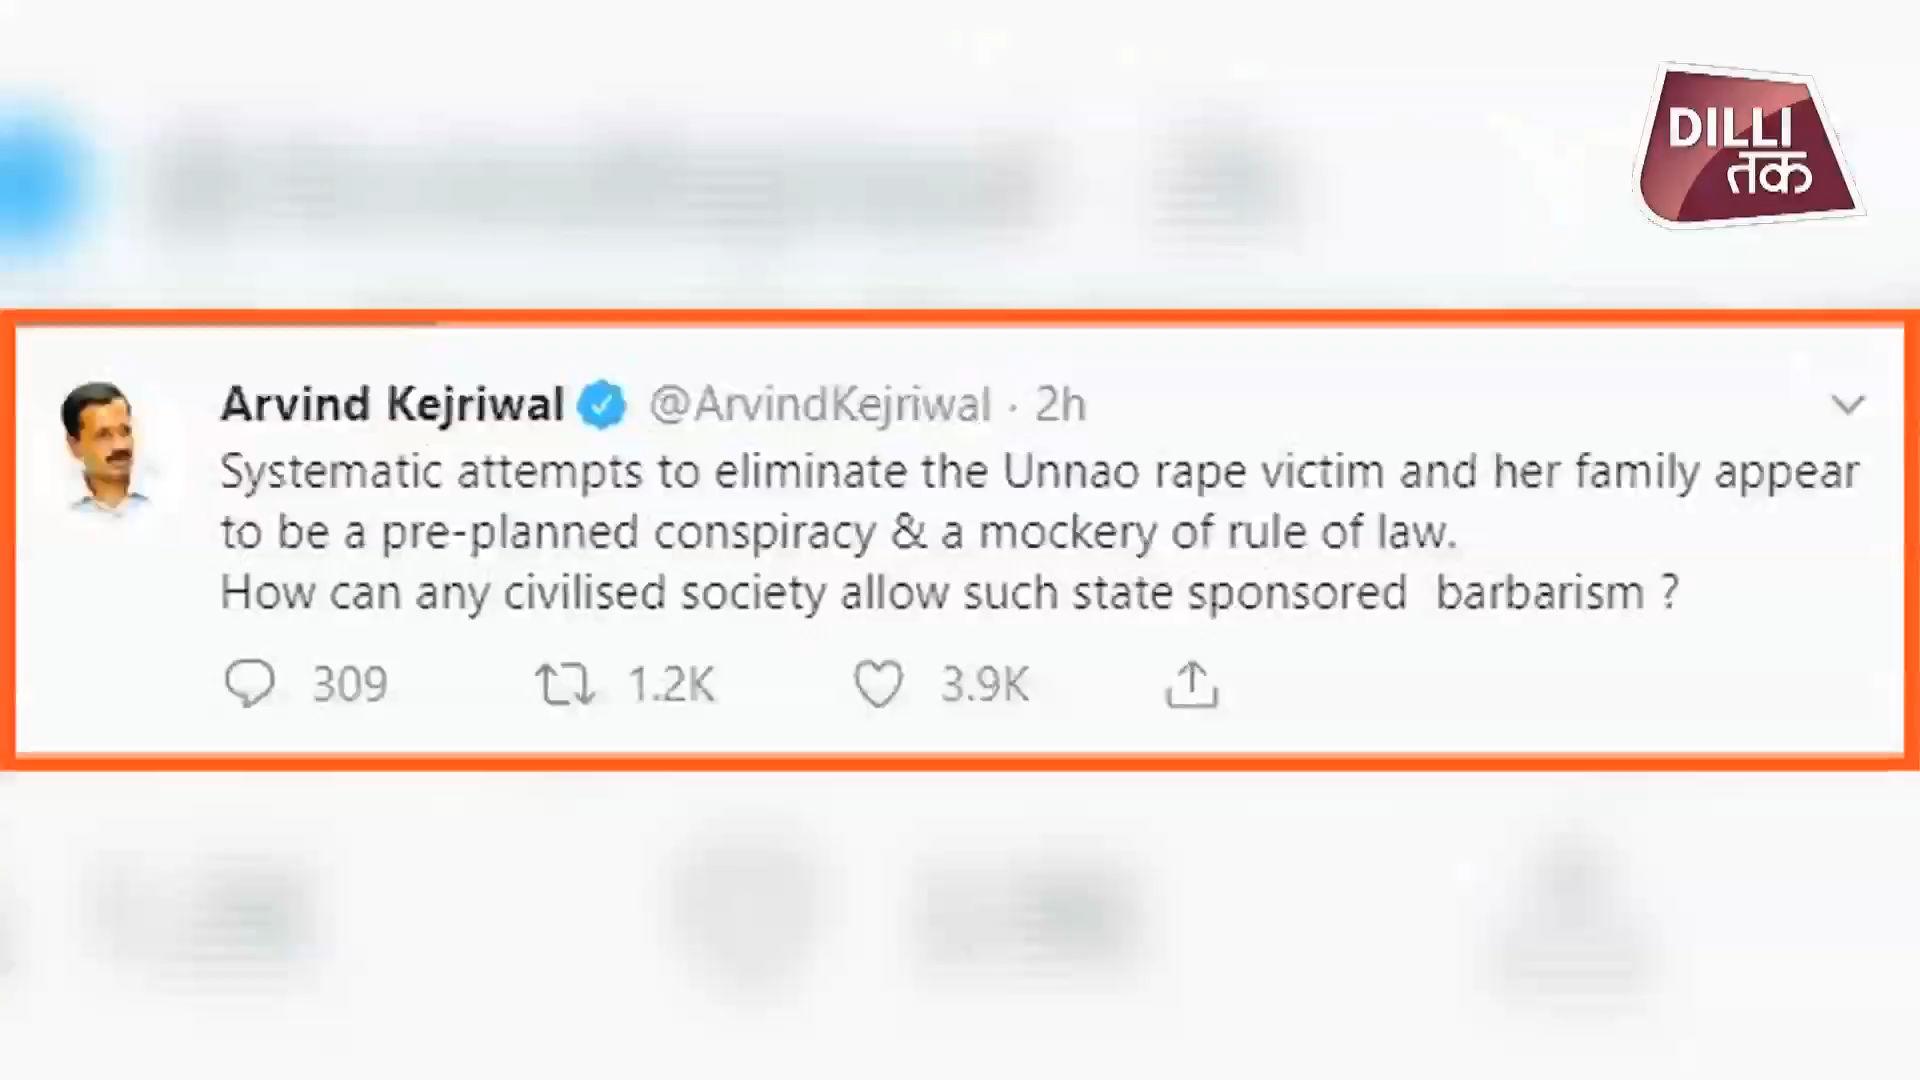 DILLI
तक
Arvind Kejriwal @ArvindKejriwal · 2h
Systematic attempts to eliminate the Unnao rape victim and her family appear
to be a pre-planned conspiracy & a mockery of rule of law.
How can any civilised society allow such state sponsored barbarism ?
309 1.2K 3.9K